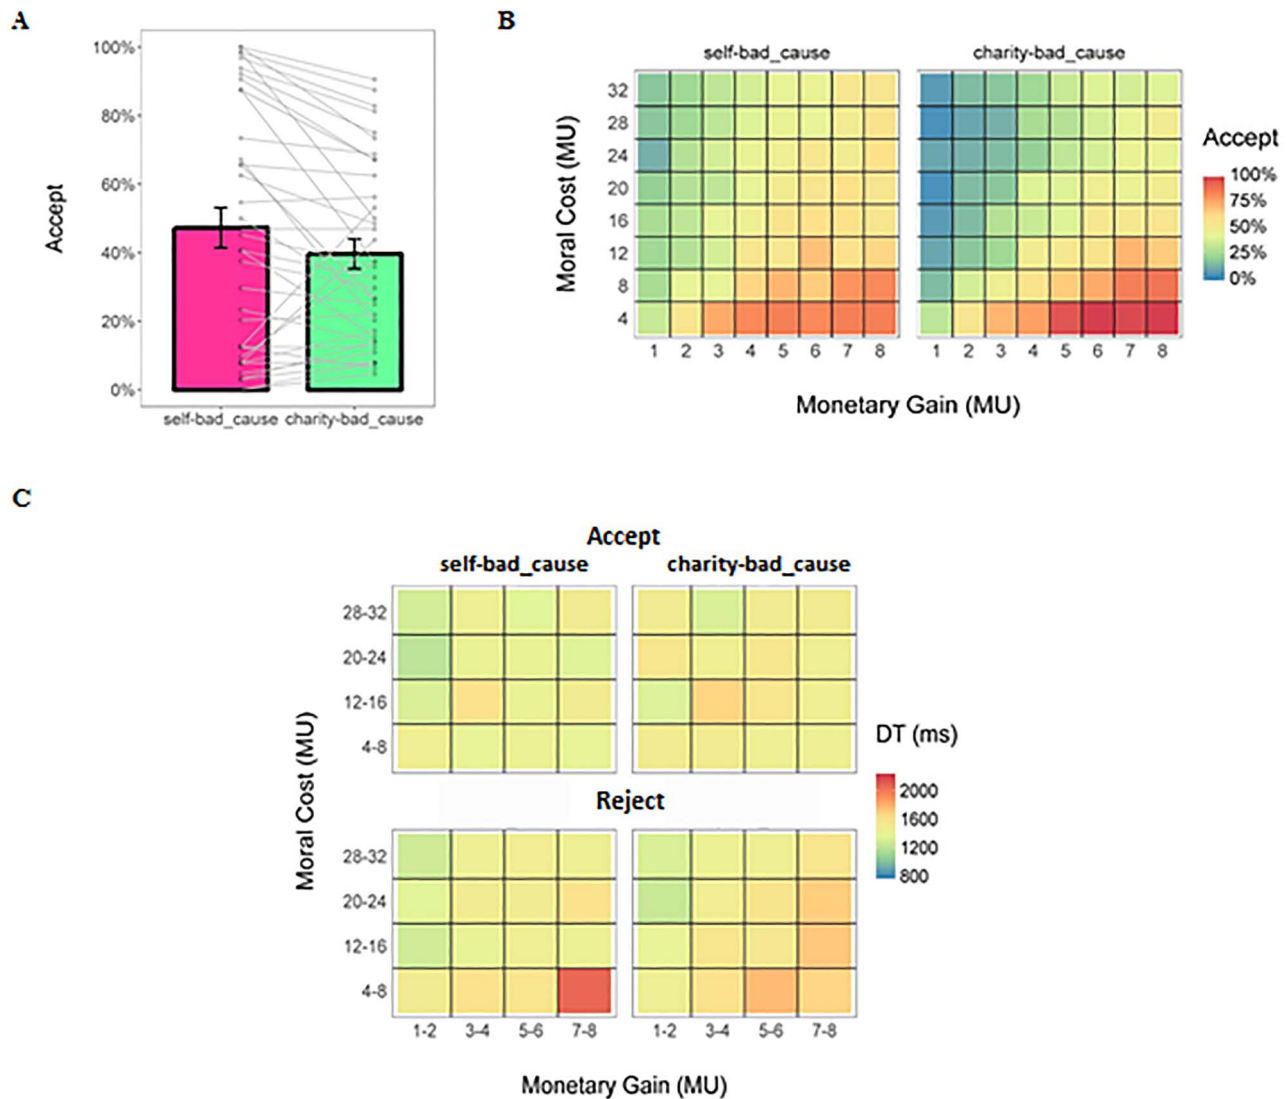 A
B
100%
80%
60%
40%
20%
0%
Accept
self-bad_cause charity-bad_cause
self-bad_cause charity-bad_cause
32
28
24
20
16
12
8
4
Moral Cost (MU)
1 2 3 4 5 6 7 8 1 2 3 4 5 6 7 8
Monetary Gain (MU)
Accept
100%
75%
50%
25%
0%
C
Accept
self-bad_cause charity-bad_cause
28-32
20-24
12-16
4-8
Reject
28-32
20-24
12-16
4-8
Moral Cost (MU)
1-2 3-4 5-6 7-8 1-2 3-4 5-6 7-8
Monetary Gain (MU)
DT (ms)
2000
1600
1200
800